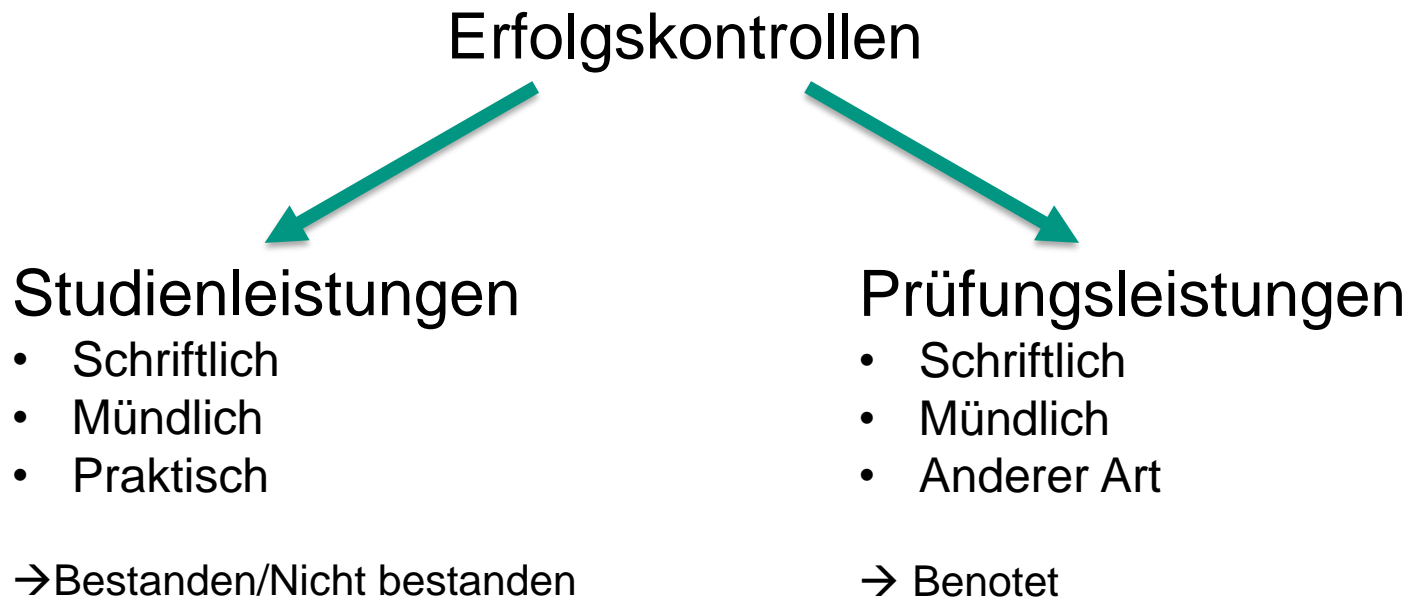 Erfolgskontrollen
Studienleistungen
• Schriftlich
• Mündlich
• Praktisch
→Bestanden/Nicht bestanden
Prüfungsleistungen
• Schriftlich
• Mündlich
• Anderer Art
→ Benotet